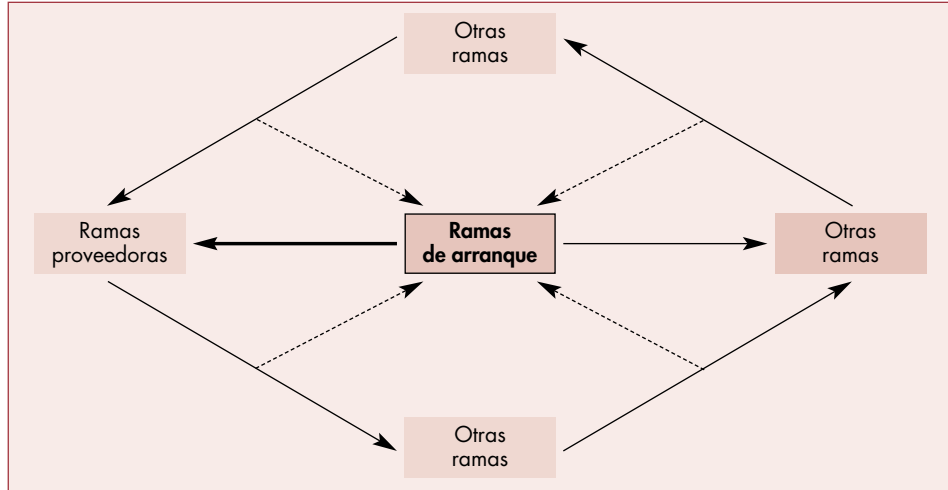 Otras
ramas
Ramas
proveedoras
Ramas
de arranque
Otras
ramas
Otras
ramas